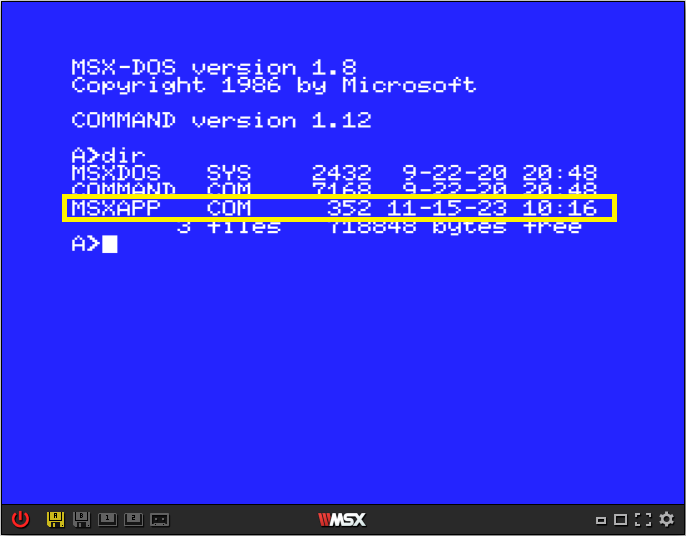 MSX-DOS version 1.8
Copyright 1986 by Microsoft
COMMAND version 1.12
A>dir
MSXDOS   SYS    2432  9-22-20 20:48
COMMAND  COM    7168  9-22-20 20:48
MSXAPP   COM     352 11-15-23 10:16
3 files   718848 bytes free
A>
A B 1 2
WMSX